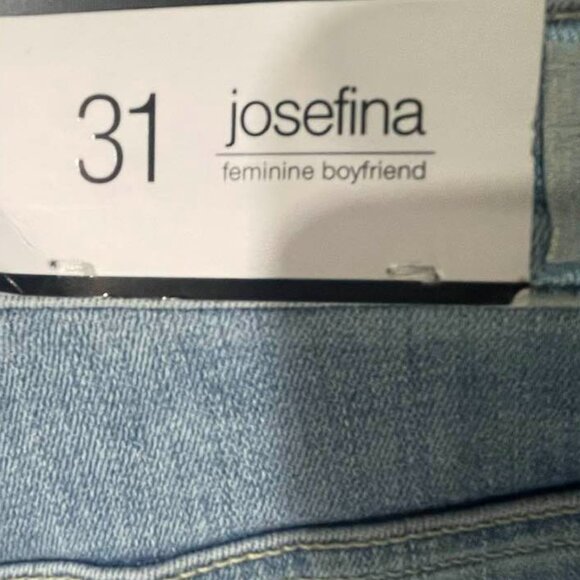 31
josefina
feminine boyfriend